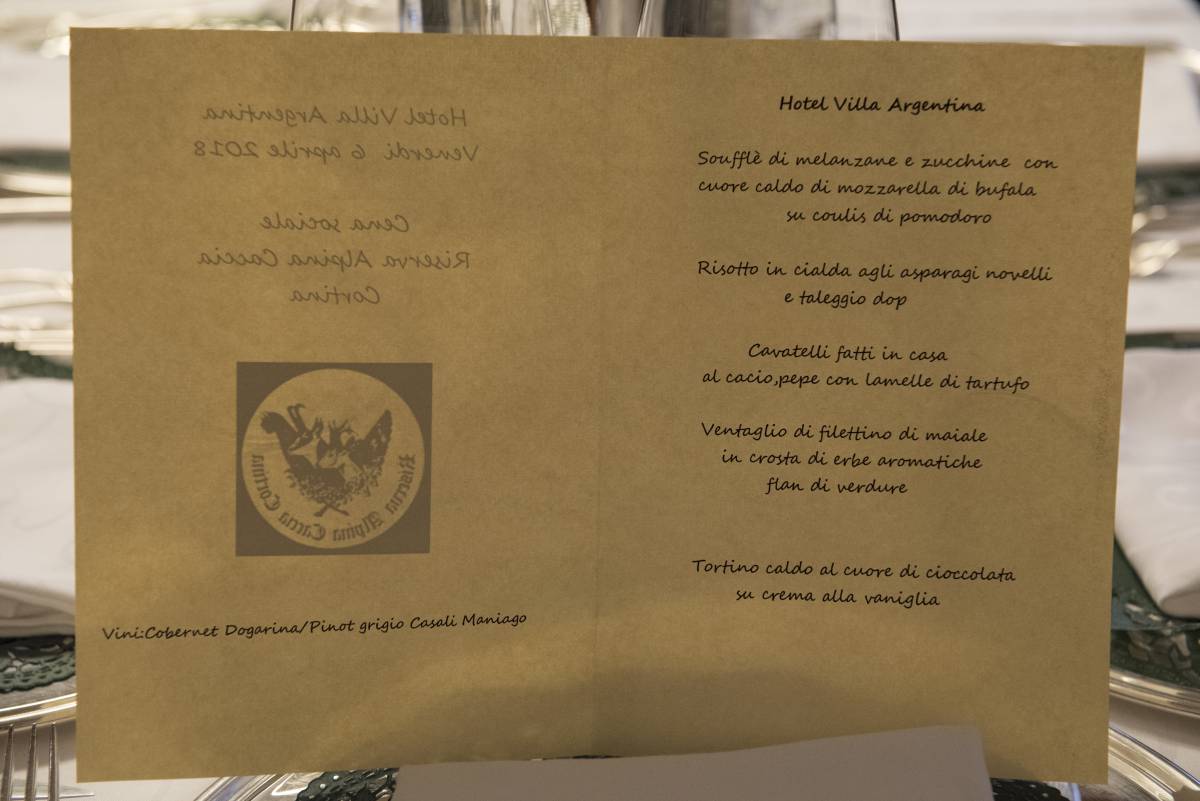 Hotel Villa Argentina
Venerdi 6 aprile 2018
Cena sociale
Riserva Alpina Caccia
Cortina
Riserva Alpina Caccia Cortina
Vini:Cobernet Dogarina/Pinot grigio Casali Maniago
Hotel Villa Argentina
Soufflè di melanzane e zucchine con
cuore caldo di mozzarella di bufala
su coulis di pomodoro
Risotto in cialda agli asparagi novelli
e taleggio dop
Cavatelli fatti in casa
al cacio,pepe con lamelle di tartufo
Ventaglio di filettino di maiale
in crosta di erbe aromatiche
flan di verdure
Tortino caldo al cuore di cioccolata
su crema alla vaniglia